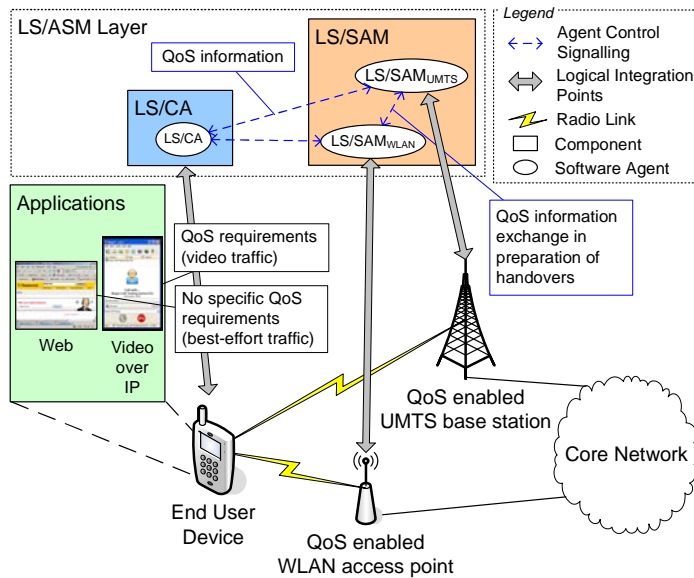 LS/ASM Layer
QoS information
LS/SAM
LS/SAMUMTS
LS/CA
LS/CA
LS/SAMWLAN
Legend
Agent Control
Signalling
Logical Integration
Points
Radio Link
Component
Software Agent
Applications
QoS requirements
(video traffic)
No specific QoS
requirements
(best-effort traffic)
Web
Video
over
IP
QoS information
exchange in
preparation of
handovers
QoS enabled
UMTS base station
Core Network
End User
Device
QoS enabled
WLAN access point